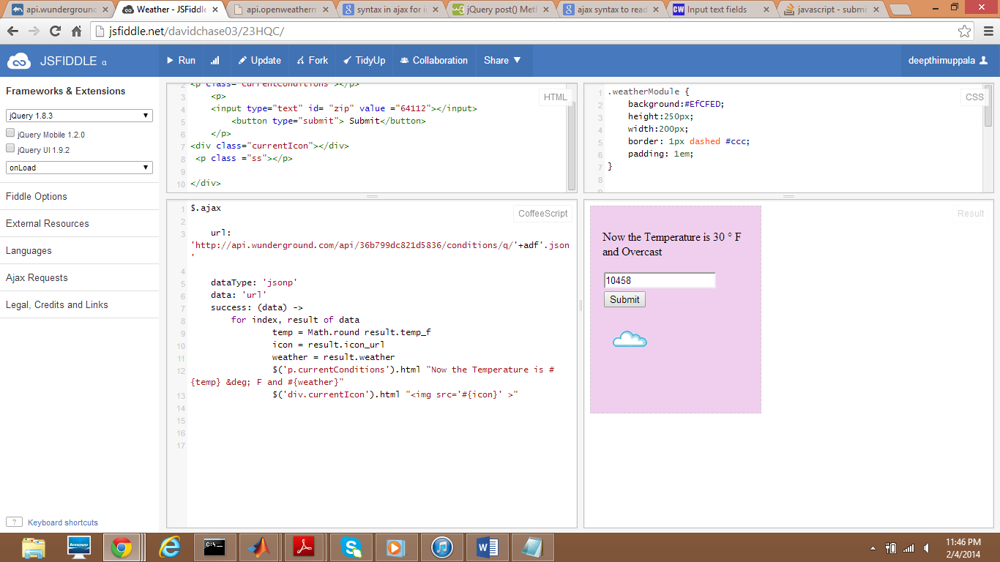 api.wunderground
Weather - JSFiddle
api.openweatherm
syntax in ajax for i
jQuery post() Met
ajax syntax to read
Input text fields
javascript - submi
jsfiddle.net/davidchase03/23HQC/
JSFIDDLE α
Run
Update
Fork
TidyUp
Collaboration
Share ▼
deepthimuppala
Frameworks & Extensions
jQuery 1.8.3
jQuery Mobile 1.2.0
jQuery UI 1.9.2
onLoad
Fiddle Options
External Resources
Languages
Ajax Requests
Legal, Credits and Links
? Keyboard shortcuts
HTML
2 <p class="currentConditions"></p>
3 <p>
4 <input type="text" id= "zip" value ="64112"></input>
5 <button type="submit"> Submit</button>
6 </p>
7 <div class="currentIcon"></div>
8 <p class ="ss"></p>
9
10 </div>
CSS
1 .weatherModule {
2 background:#EfCFED;
3 height:250px;
4 width:200px;
5 border: 1px dashed #ccc;
6 padding: 1em;
7 }
8
9
CoffeeScript
1 $.ajax
2
3 url:
'http://api.wunderground.com/api/36b799dc821d5836/conditions/q/'+adf'.json
'
4
5 dataType: 'jsonp'
6 data: 'url'
7 success: (data) ->
8 for index, result of data
9 temp = Math.round result.temp_f
10 icon = result.icon_url
11 weather = result.weather
12 $('p.currentConditions').html "Now the Temperature is #
{temp} &deg; F and #{weather}"
13 $('div.currentIcon').html "<img src='#{icon}' >"
14
15
16
17
Result
Now the Temperature is 30 ° F
and Overcast
10458
Submit
lenovo
C:\.
11:46 PM
2/4/2014